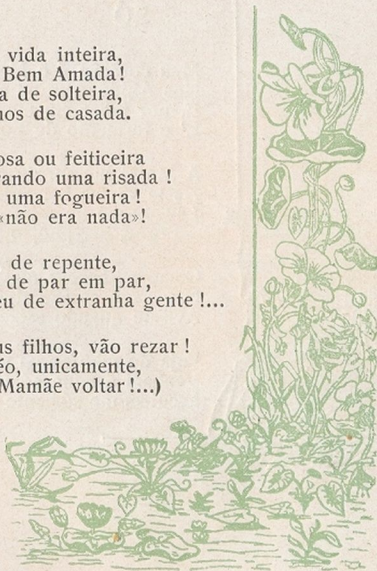 vida inteira,
Bem Amada!
a de solteira,
nos de casada.
osa ou feiticeira
rando uma risada !
uma fogueira !
«não era nada»!
de repente,
de par em par,
eu de extranha gente !...
us filhos, vão rezar !
éo, unicamente,
Mamãe voltar !...)